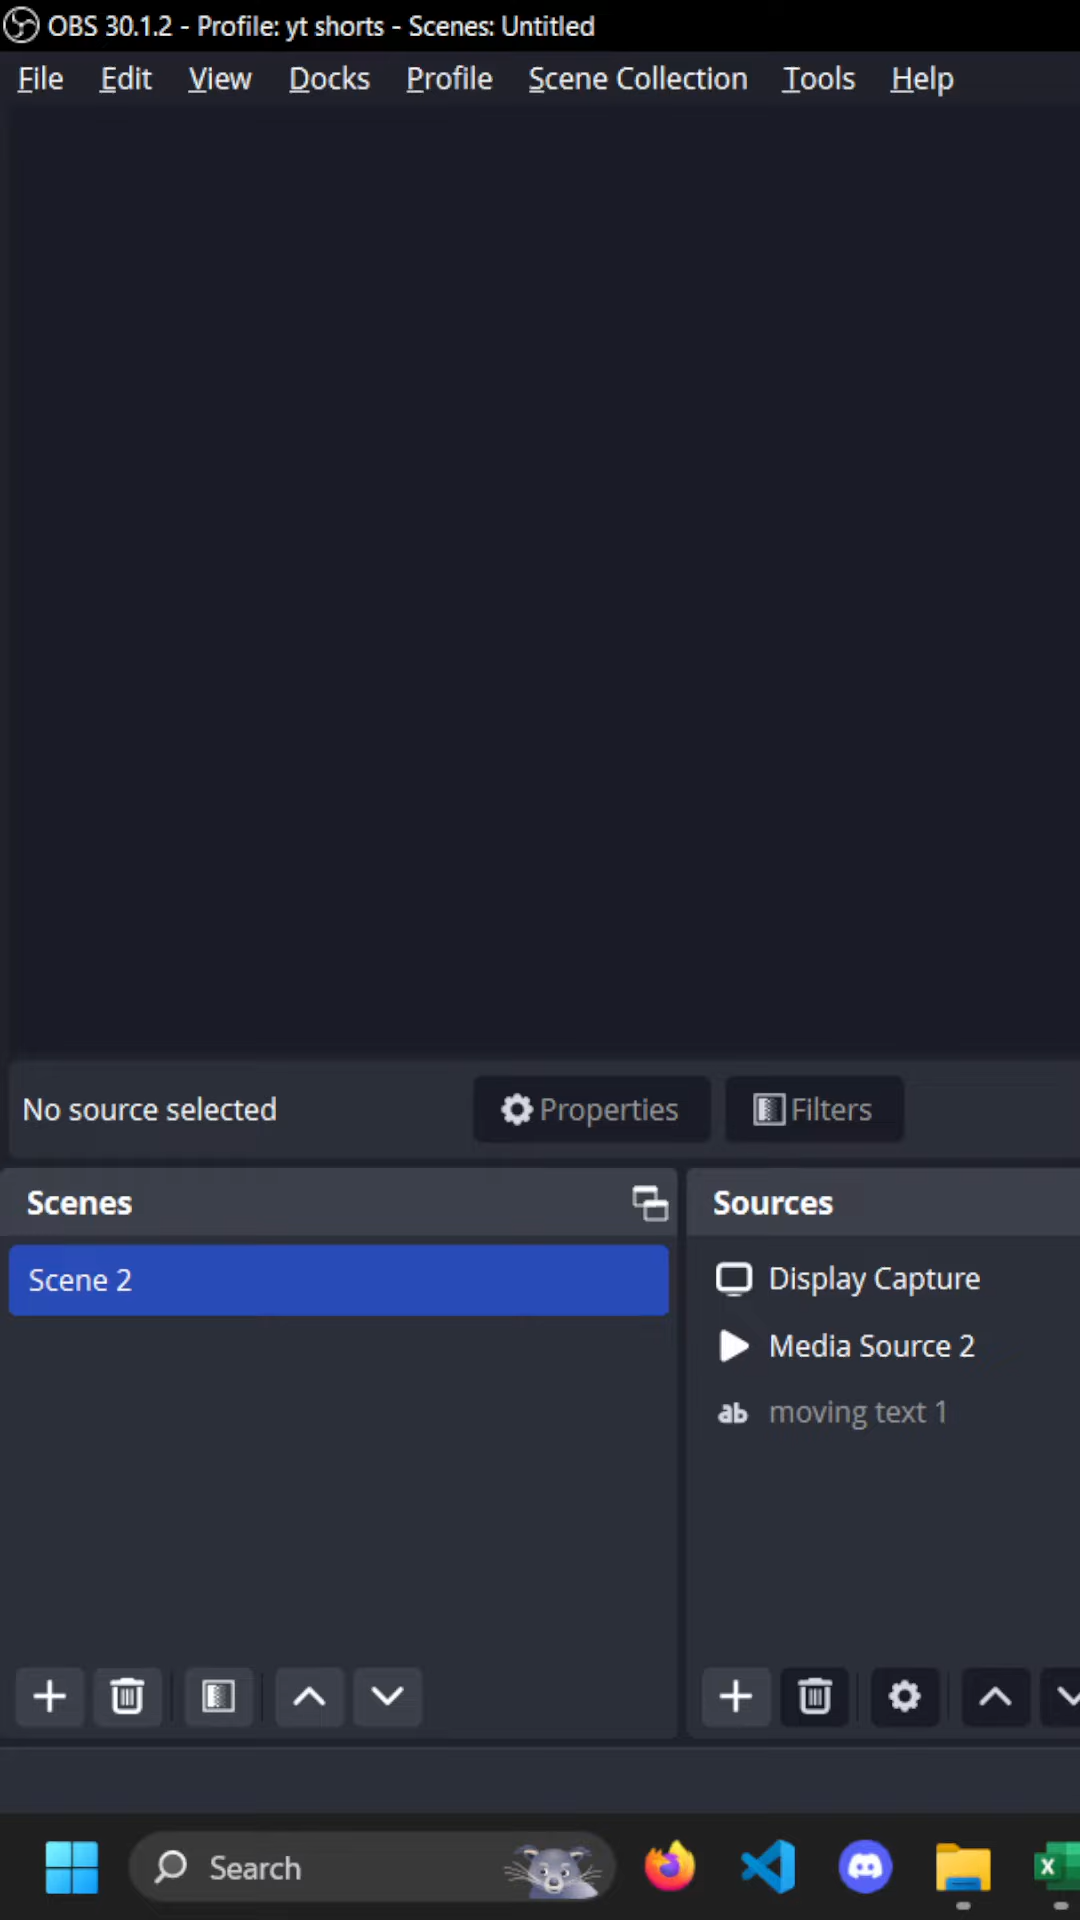 OBS 30.1.2 - Profile: yt shorts - Scenes: Untitled
File Edit View Docks Profile Scene Collection Tools Help
No source selected Properties Filters
Scenes
Scene 2
Sources
Display Capture
Media Source 2
ab moving text 1
Search
X